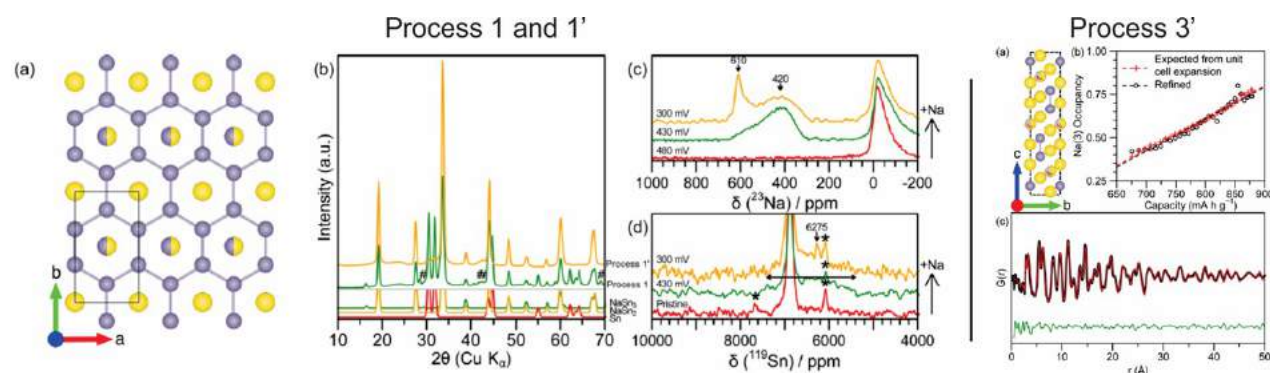 Process 1 and 1’
Process 3’
(a)
b
a
(b)
Intensity (a.u.)
Process 1'
Process 1
NaSn3
NaSn2
Sn
#
##
#
10 20 30 40 50 60 70
2θ (Cu Kα)
(c)
610
420
+Na
300 mV
430 mV
480 mV
1000 800 600 400 200 0 -200
δ (23Na) / ppm
(d)
6275
*
*
*
*
+Na
300 mV
430 mV
Pristine
10000 8000 6000 4000
δ (119Sn) / ppm
(a)
c
b
(b)
1.00
0.75
0.50
0.25
Na(3) Occupancy
Expected from unit
cell expansion
Refined
650 700 750 800 850 900
Capacity (mA h g-1)
(c)
G(r)
0 10 20 30 40 50
r (Å)